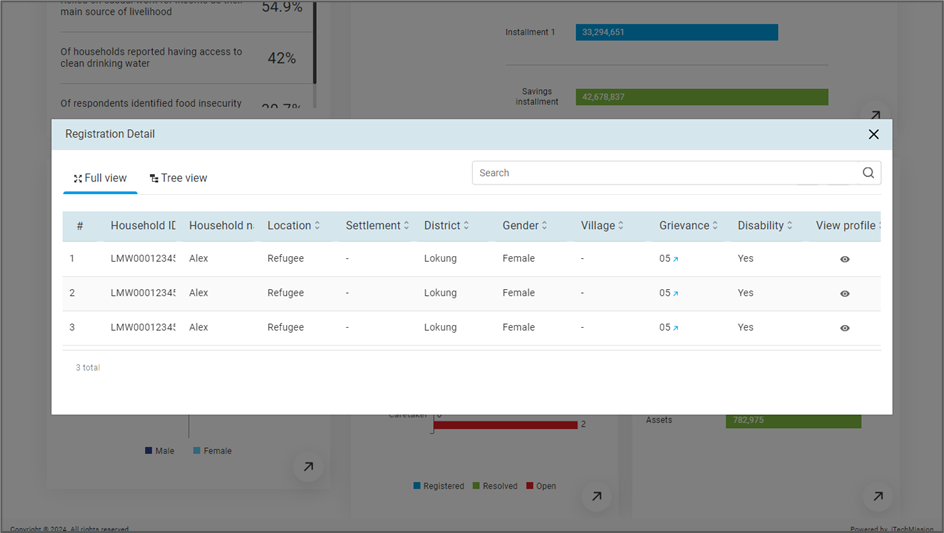 main source of livelihood
54.9%
Of households reported having access to
clean drinking water
42%
Of respondents identified food insecurity
Installment 1
33,294,651
Savings
installment
42,678,837
Registration Detail
Full view
Tree view
Search
# Household ID Household n Location Settlement District Gender Village Grievance Disability View profile
1 LMW00012345 Alex Refugee - Lokung Female - 05 Yes
2 LMW00012345 Alex Refugee - Lokung Female - 05 Yes
3 LMW00012345 Alex Refugee - Lokung Female - 05 Yes
3 total
Caretaker
0
2
Assets
782,975
Male
Female
Registered
Resolved
Open
Copyright © 2024. All rights reserved.
Powered by iTechMission